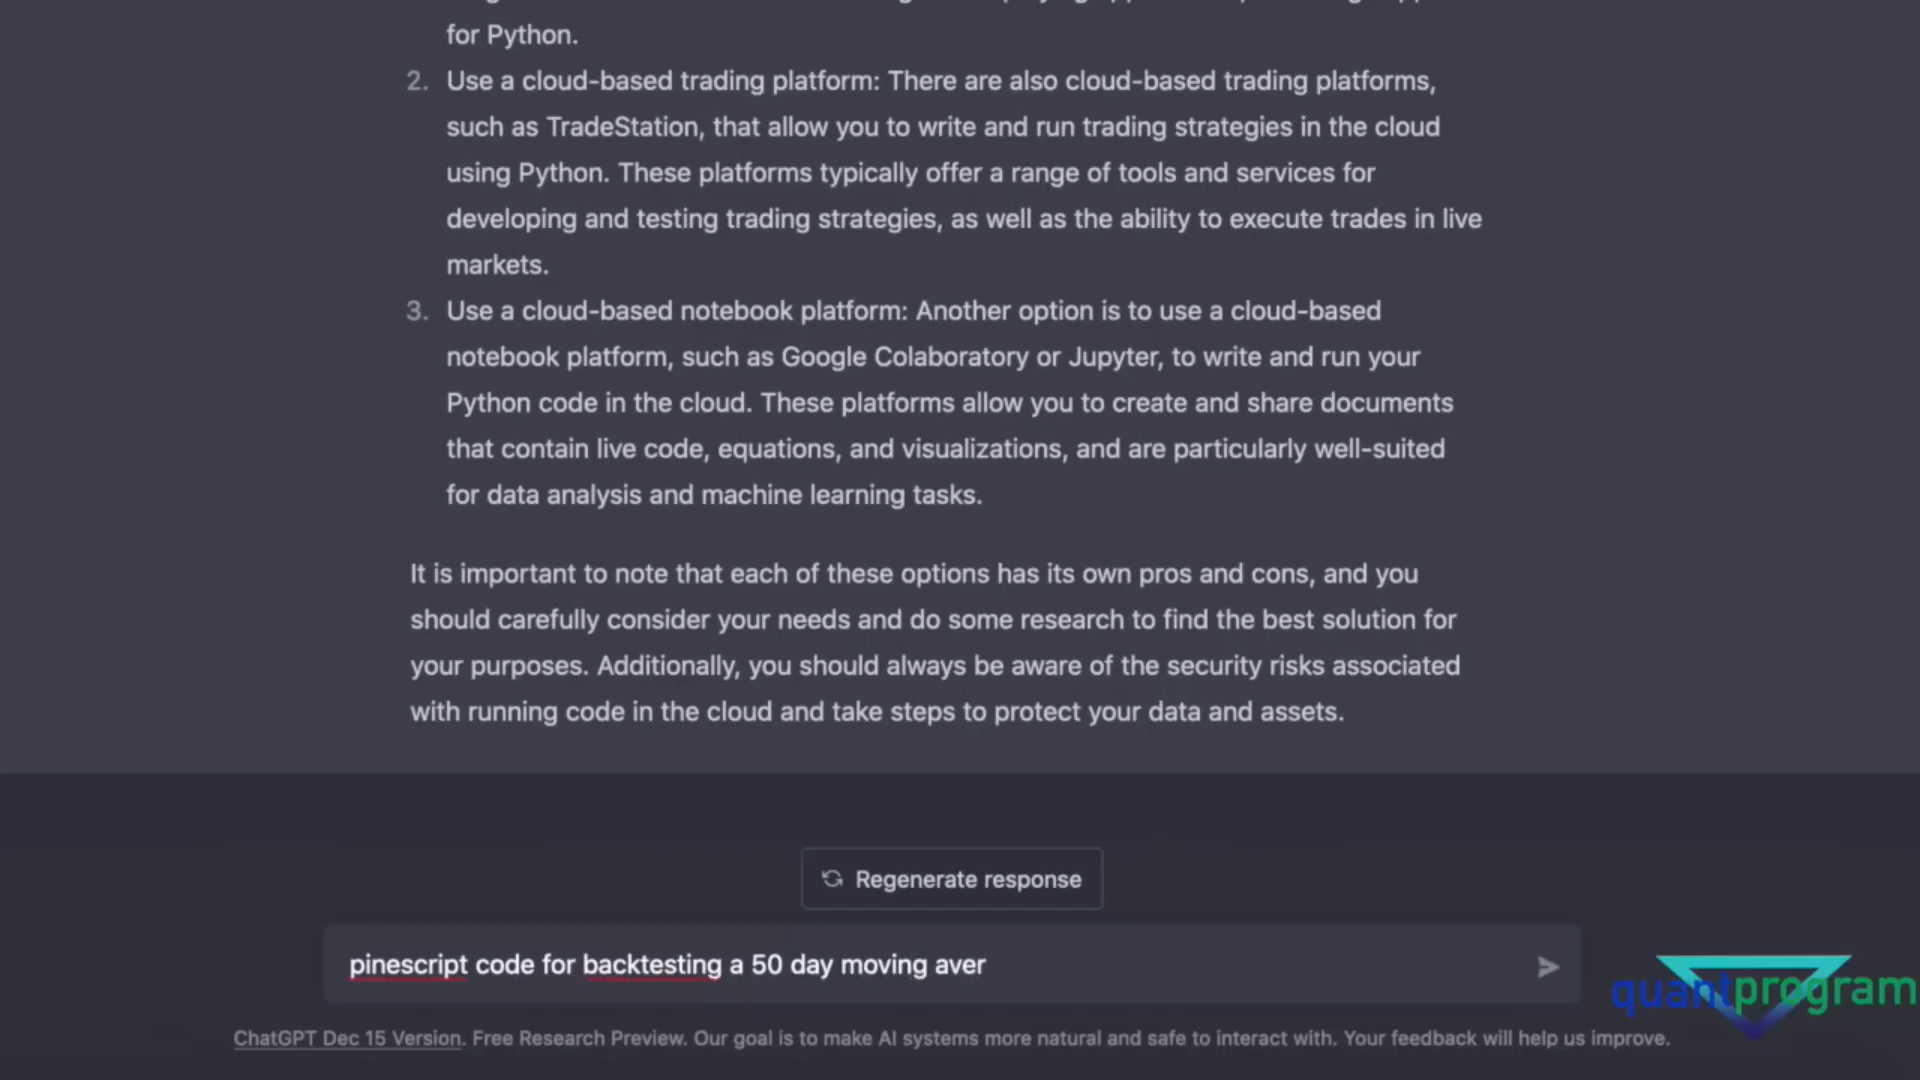 for Python.
2. Use a cloud-based trading platform: There are also cloud-based trading platforms,
such as TradeStation, that allow you to write and run trading strategies in the cloud
using Python. These platforms typically offer a range of tools and services for
developing and testing trading strategies, as well as the ability to execute trades in live
markets.
3. Use a cloud-based notebook platform: Another option is to use a cloud-based
notebook platform, such as Google Colaboratory or Jupyter, to write and run your
Python code in the cloud. These platforms allow you to create and share documents
that contain live code, equations, and visualizations, and are particularly well-suited
for data analysis and machine learning tasks.
It is important to note that each of these options has its own pros and cons, and you
should carefully consider your needs and do some research to find the best solution for
your purposes. Additionally, you should always be aware of the security risks associated
with running code in the cloud and take steps to protect your data and assets.
Regenerate response
pinescript code for backtesting a 50 day moving aver
quantprogram
ChatGPT Dec 15 Version. Free Research Preview. Our goal is to make AI systems more natural and safe to interact with. Your feedback will help us improve.